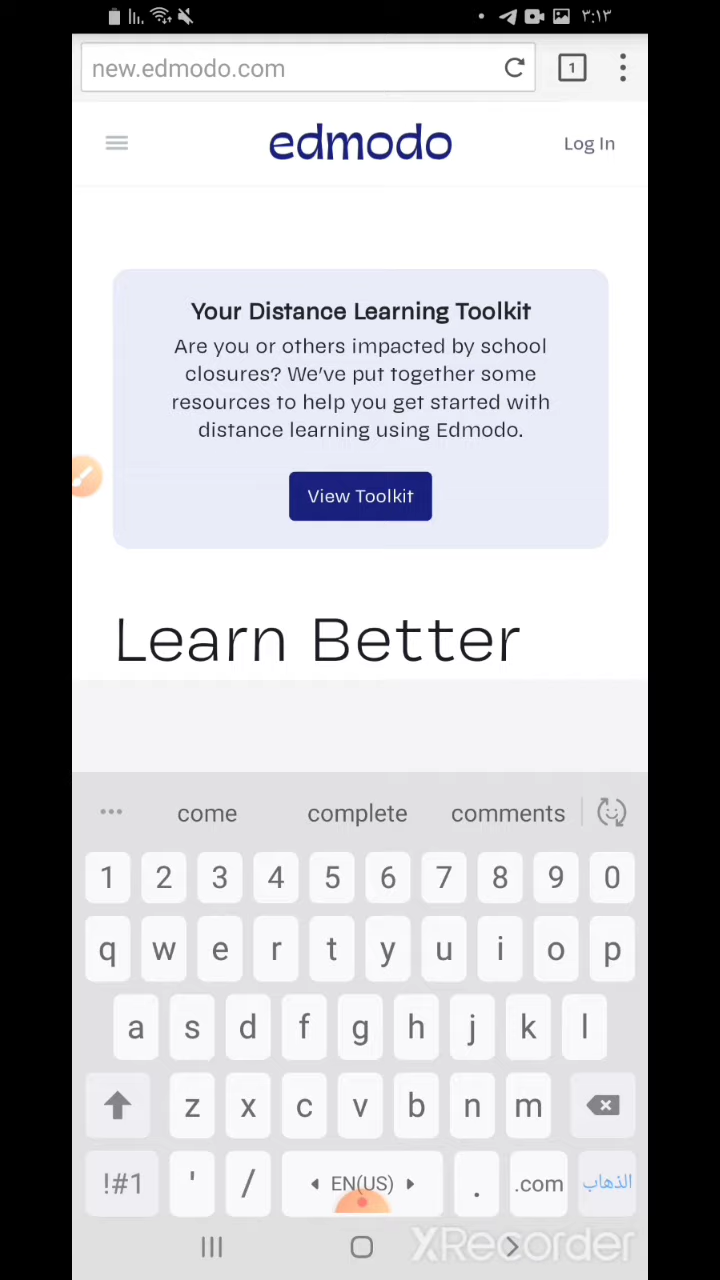 ٣:١٣
new.edmodo.com
1
edmodo
Log In
Your Distance Learning Toolkit
Are you or others impacted by school
closures? We've put together some
resources to help you get started with
distance learning using Edmodo.
View Toolkit
Learn Better
come complete comments
1 2 3 4 5 6 7 8 9 0
q w e r t y u i o p
a s d f g h j k l
z x c v b n m
!#1 ' / EN(US) . .com الذهاب
XRecorder